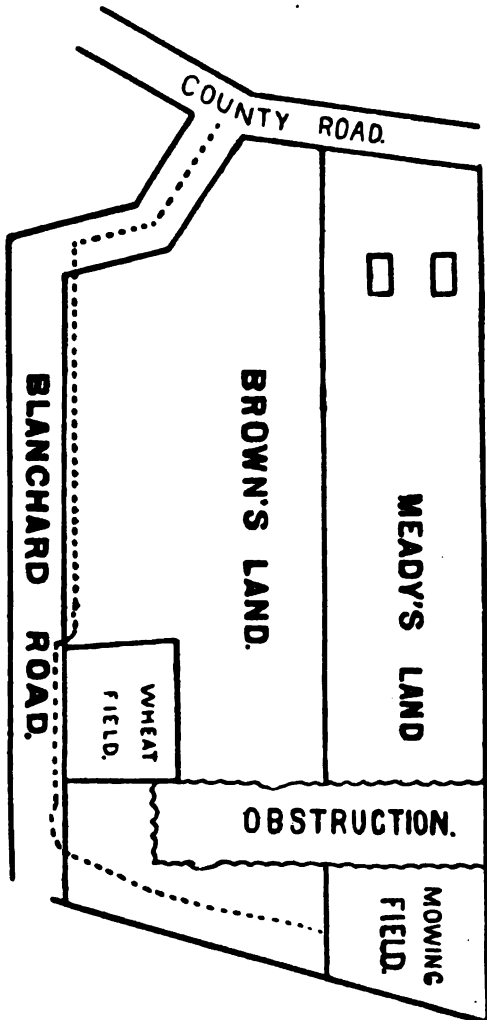 COUNTY ROAD.
BROWN'S LAND.
MEADY'S LAND
BLANCHARD ROAD.
WHEAT
FIELD.
OBSTRUCTION.
MOWING
FIELD.